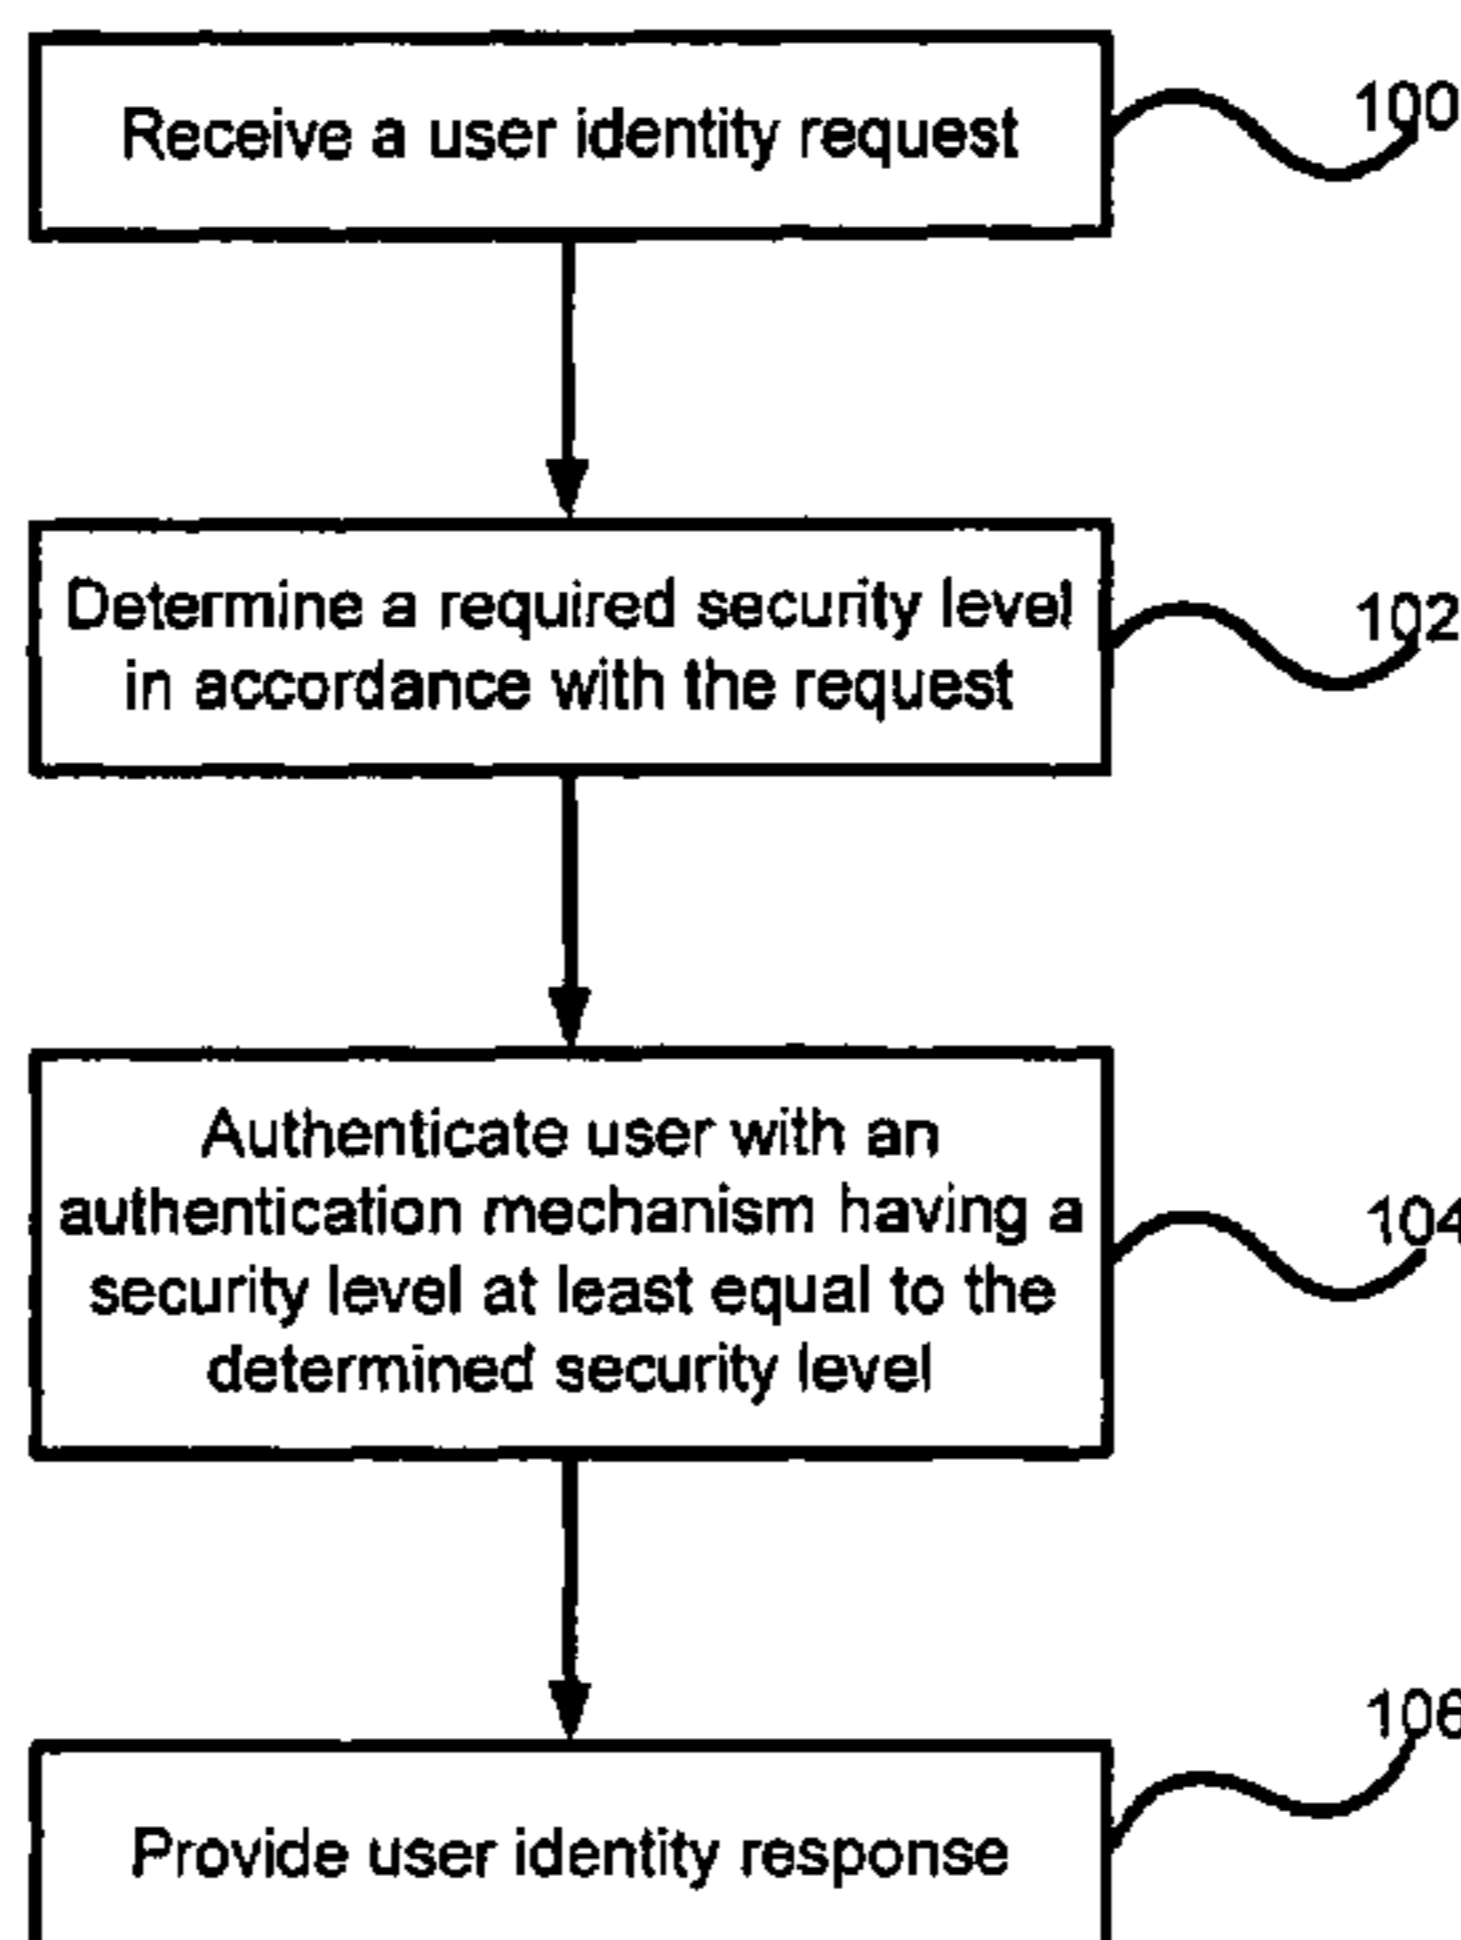 Receive a user identity request
100
Determine a required security level
in accordance with the request
102
Authenticate user with an
authentication mechanism having a
security level at least equal to the
determined security level
104
Provide user identity response
106